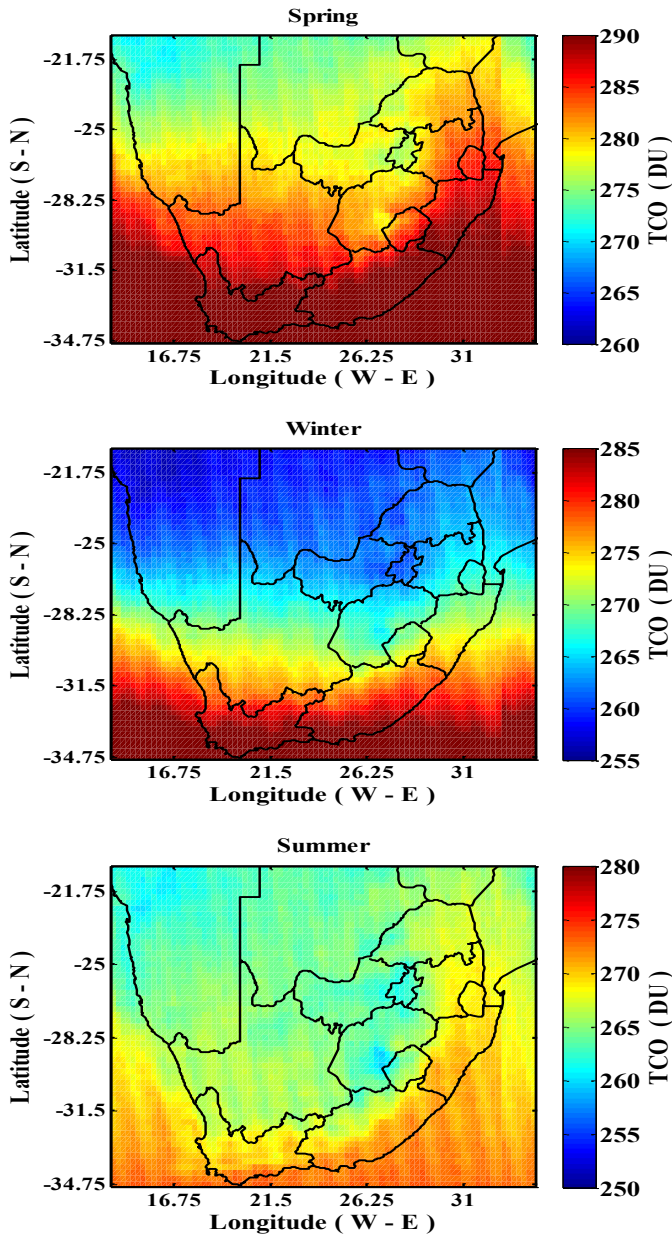 Spring
-21.75
-25
-28.25
-31.5
-34.75
Latitude ( S - N )
16.75 21.5 26.25 31
Longitude ( W - E )
290
285
280
275
270
265
260
TCO ( DU )
Winter
-21.75
-25
-28.25
-31.5
-34.75
Latitude ( S - N )
16.75 21.5 26.25 31
Longitude ( W - E )
285
280
275
270
265
260
255
TCO ( DU )
Summer
-21.75
-25
-28.25
-31.5
-34.75
Latitude ( S - N )
16.75 21.5 26.25 31
Longitude ( W - E )
280
275
270
265
260
255
250
TCO ( DU )